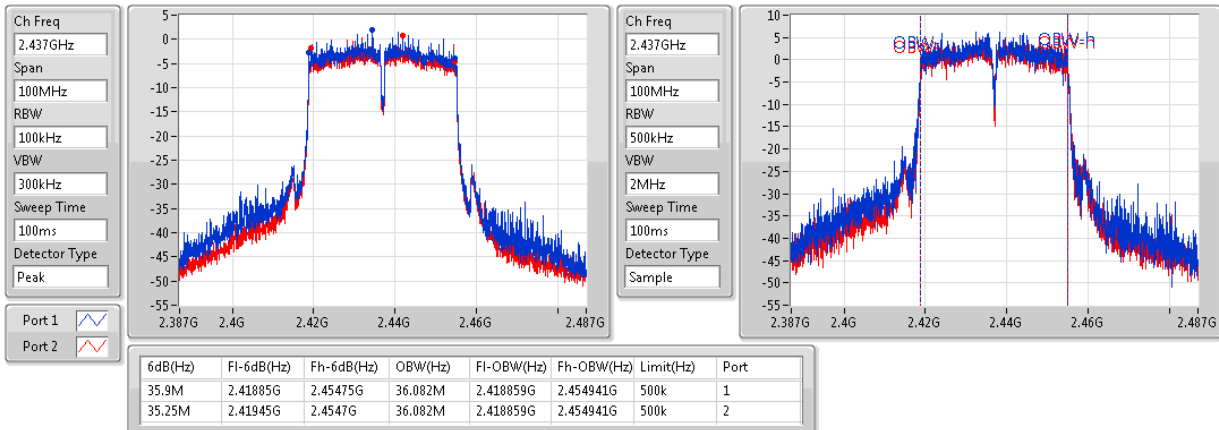 Ch Freq
2.437GHz
Span
100MHz
RBW
100kHz
VBW
300kHz
Sweep Time
100ms
Detector Type
Peak
Port 1
Port 2
5
0
-5
-10
-15
-20
-25
-30
-35
-40
-45
-50
-55
2.387G 2.4G 2.42G 2.44G 2.46G 2.487G
Ch Freq
2.437GHz
Span
100MHz
RBW
500kHz
VBW
2MHz
Sweep Time
100ms
Detector Type
Sample
10
5
0
-5
-10
-15
-20
-25
-30
-35
-40
-45
-50
-55
OBW-h
2.387G 2.4G 2.42G 2.44G 2.46G 2.487G
6dB(Hz) Fl-6dB(Hz) Fh-6dB(Hz) OBW(Hz) Fl-OBW(Hz) Fh-OBW(Hz) Limit(Hz) Port
35.9M 2.41885G 2.45475G 36.082M 2.418859G 2.454941G 500k 1
35.25M 2.41945G 2.4547G 36.082M 2.418859G 2.454941G 500k 2